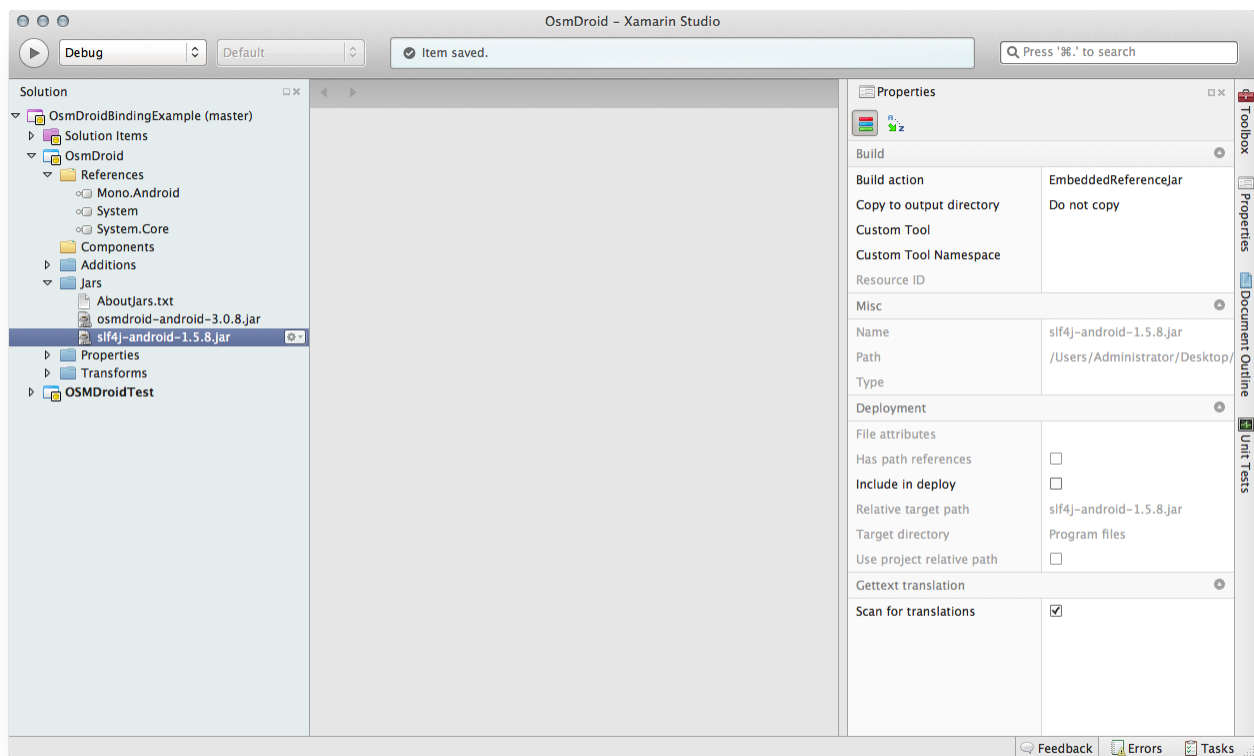 OsmDroid – Xamarin Studio
Debug
Default
Item saved.
Press '⌘.' to search
Solution
OsmDroidBindingExample (master)
Solution Items
OsmDroid
References
Mono.Android
System
System.Core
Components
Additions
Jars
AboutJars.txt
osmdroid-android-3.0.8.jar
slf4j-android-1.5.8.jar
Properties
Transforms
OSMDroidTest
Properties
Build
Build action EmbeddedReferenceJar
Copy to output directory Do not copy
Custom Tool
Custom Tool Namespace
Resource ID
Misc
Name slf4j-android-1.5.8.jar
Path /Users/Administrator/Desktop/
Type
Deployment
File attributes
Has path references
Include in deploy
Relative target path slf4j-android-1.5.8.jar
Target directory Program files
Use project relative path
Gettext translation
Scan for translations
Toolbox
Properties
Document Outline
Unit Tests
Feedback
Errors
Tasks